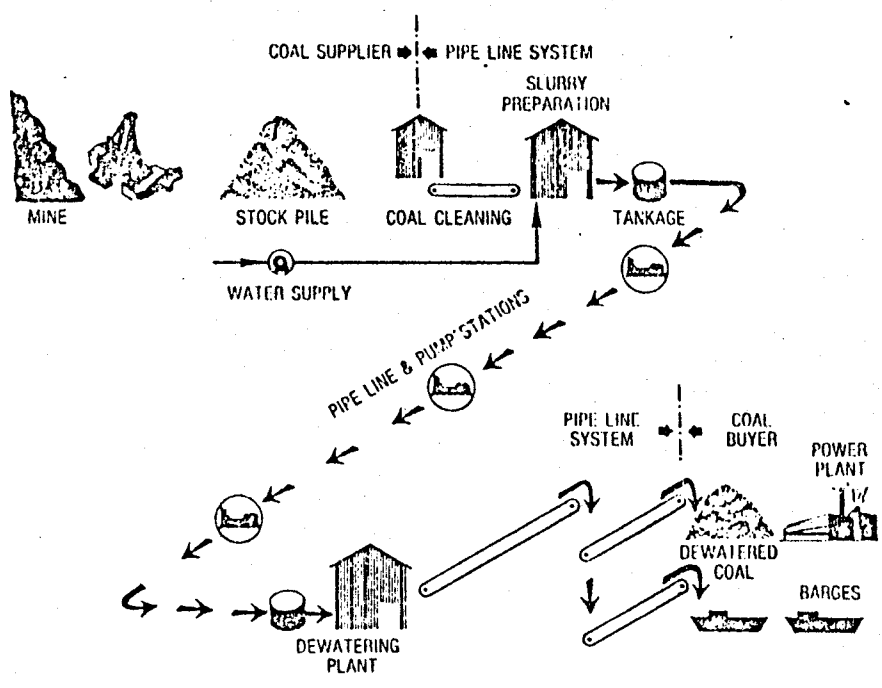 COAL SUPPLIER
PIPE LINE SYSTEM
SLURRY
PREPARATION
MINE
STOCK PILE
COAL CLEANING
TANKAGE
WATER SUPPLY
PIPE LINE & PUMP STATIONS
PIPE LINE
SYSTEM
COAL
BUYER
POWER
PLANT
DEWATERED
COAL
BARGES
DEWATERING
PLANT